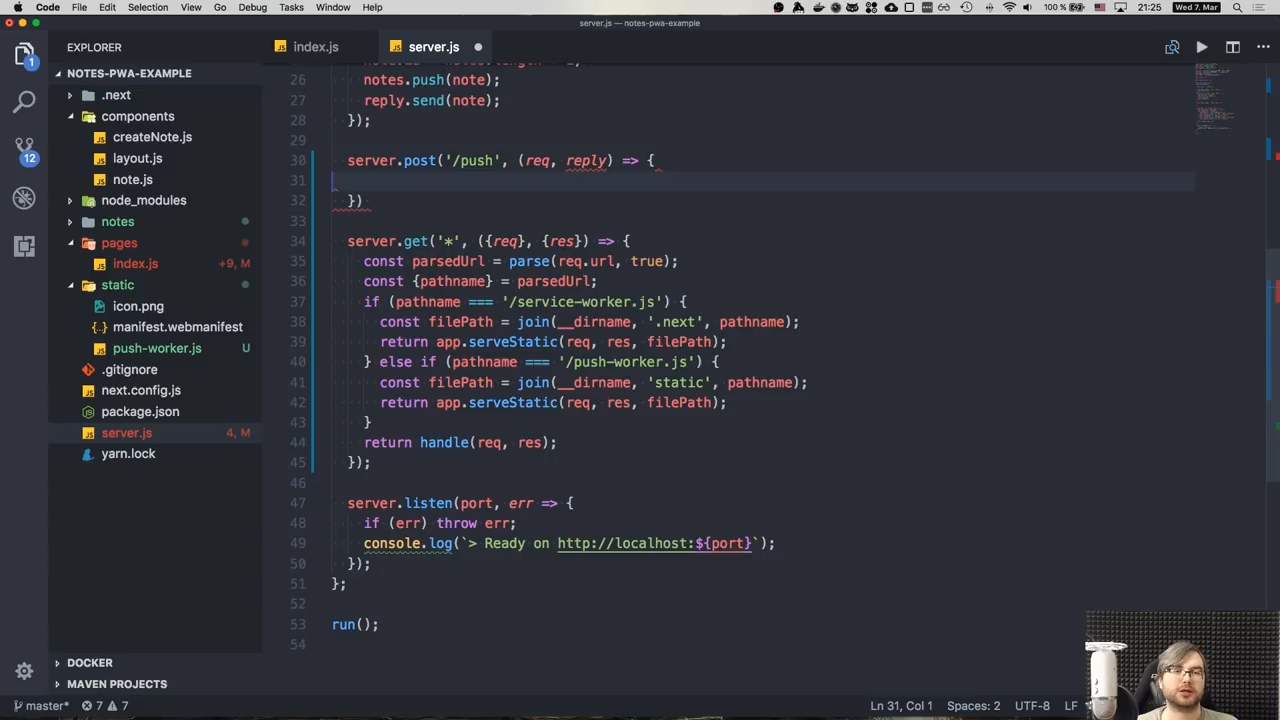 Code File Edit Selection View Go Debug Tasks Window Help 100 % 21:25 Wed 7. Mar
server.js — notes-pwa-example
EXPLORER
index.js
server.js
NOTES-PWA-EXAMPLE
.next
components
createNote.js
layout.js
note.js
node_modules
notes
pages
index.js +9, M
static
icon.png
manifest.webmanifest
push-worker.js U
.gitignore
next.config.js
package.json
server.js 4, M
yarn.lock
DOCKER
MAVEN PROJECTS
1
12
26 notes.push(note);
27 reply.send(note);
28 });
29
30 server.post('/push', (req, reply) => {
31
32 })
33
34 server.get('*', ({req}, {res}) => {
35 const parsedUrl = parse(req.url, true);
36 const {pathname} = parsedUrl;
37 if (pathname === '/service-worker.js') {
38 const filePath = join(__dirname, '.next', pathname);
39 return app.serveStatic(req, res, filePath);
40 } else if (pathname === '/push-worker.js') {
41 const filePath = join(__dirname, 'static', pathname);
42 return app.serveStatic(req, res, filePath);
43 }
44 return handle(req, res);
45 });
46
47 server.listen(port, err => {
48 if (err) throw err;
49 console.log(`> Ready on http://localhost:${port}`);
50 });
51 };
52
53 run();
54
master* 7 7 Ln 31, Col 1 Spaces: 2 UTF-8 LF